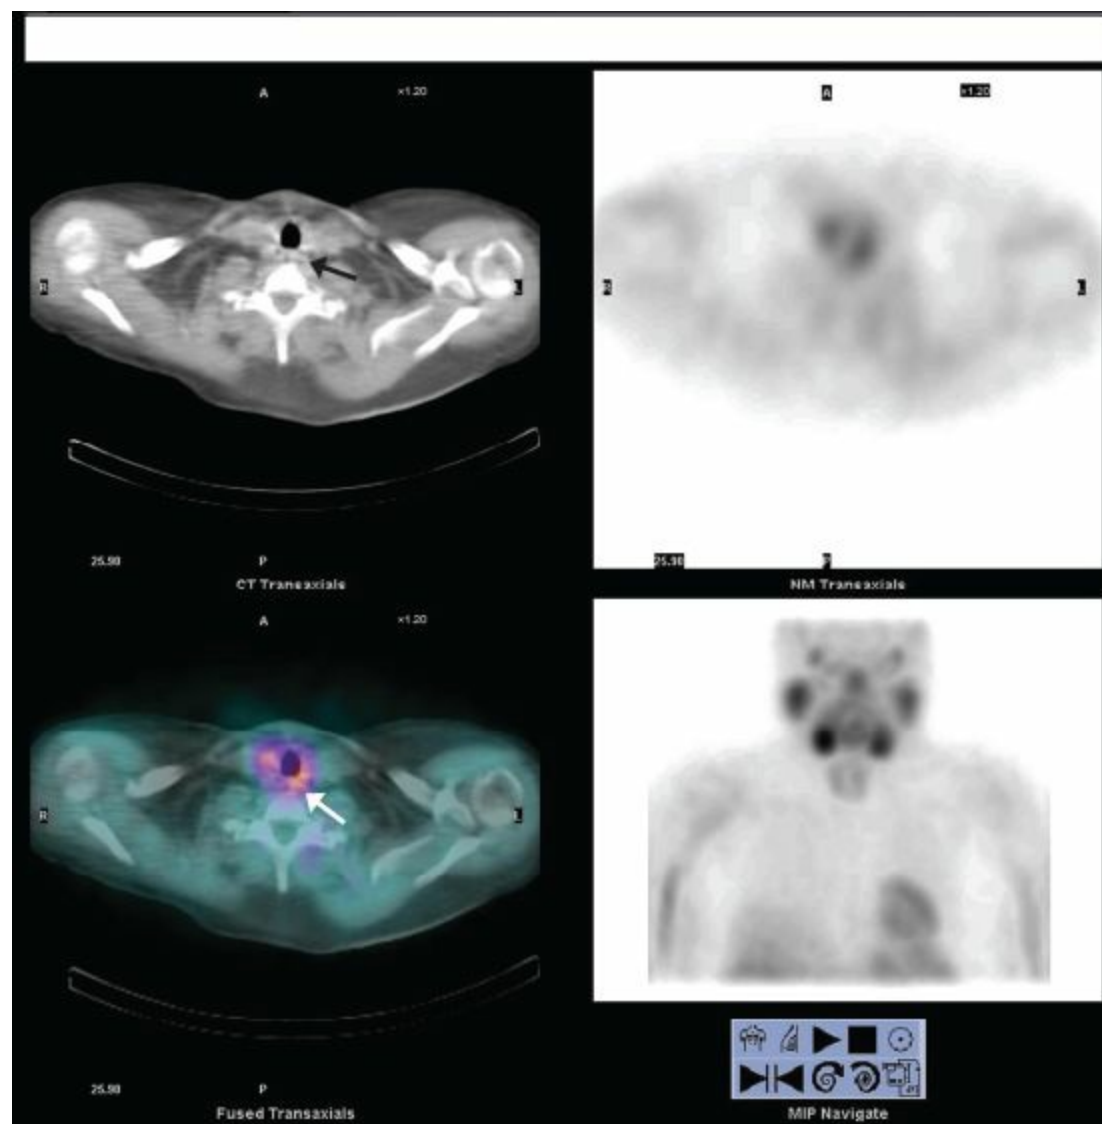 A ×1.20
A ×1.20
R L
R L
25.90 P
25.90 P
CT Transaxials
NM Transaxials
A ×1.20
R L
25.90 P
Fused Transaxials
MIP Navigate